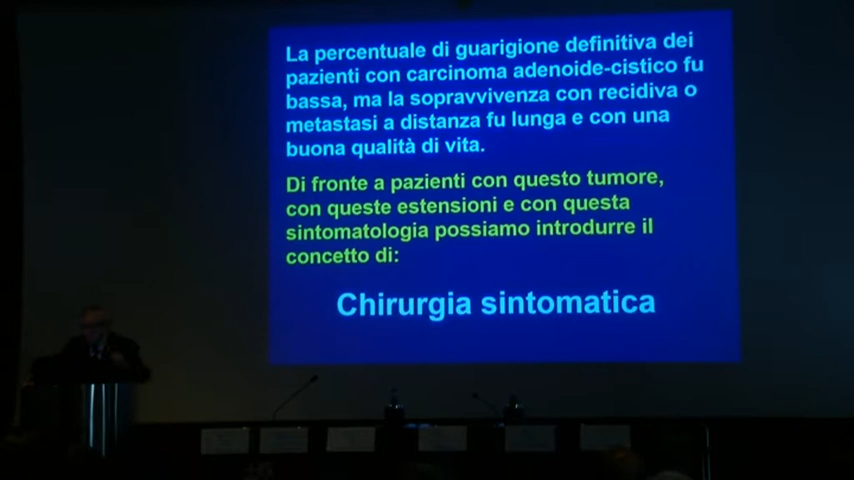 La percentuale di guarigione definitiva dei
pazienti con carcinoma adenoide-cistico fu
bassa, ma la sopravvivenza con recidiva o
metastasi a distanza fu lunga e con una
buona qualità di vita.
Di fronte a pazienti con questo tumore,
con queste estensioni e con questa
sintomatologia possiamo introdurre il
concetto di:
Chirurgia sintomatica